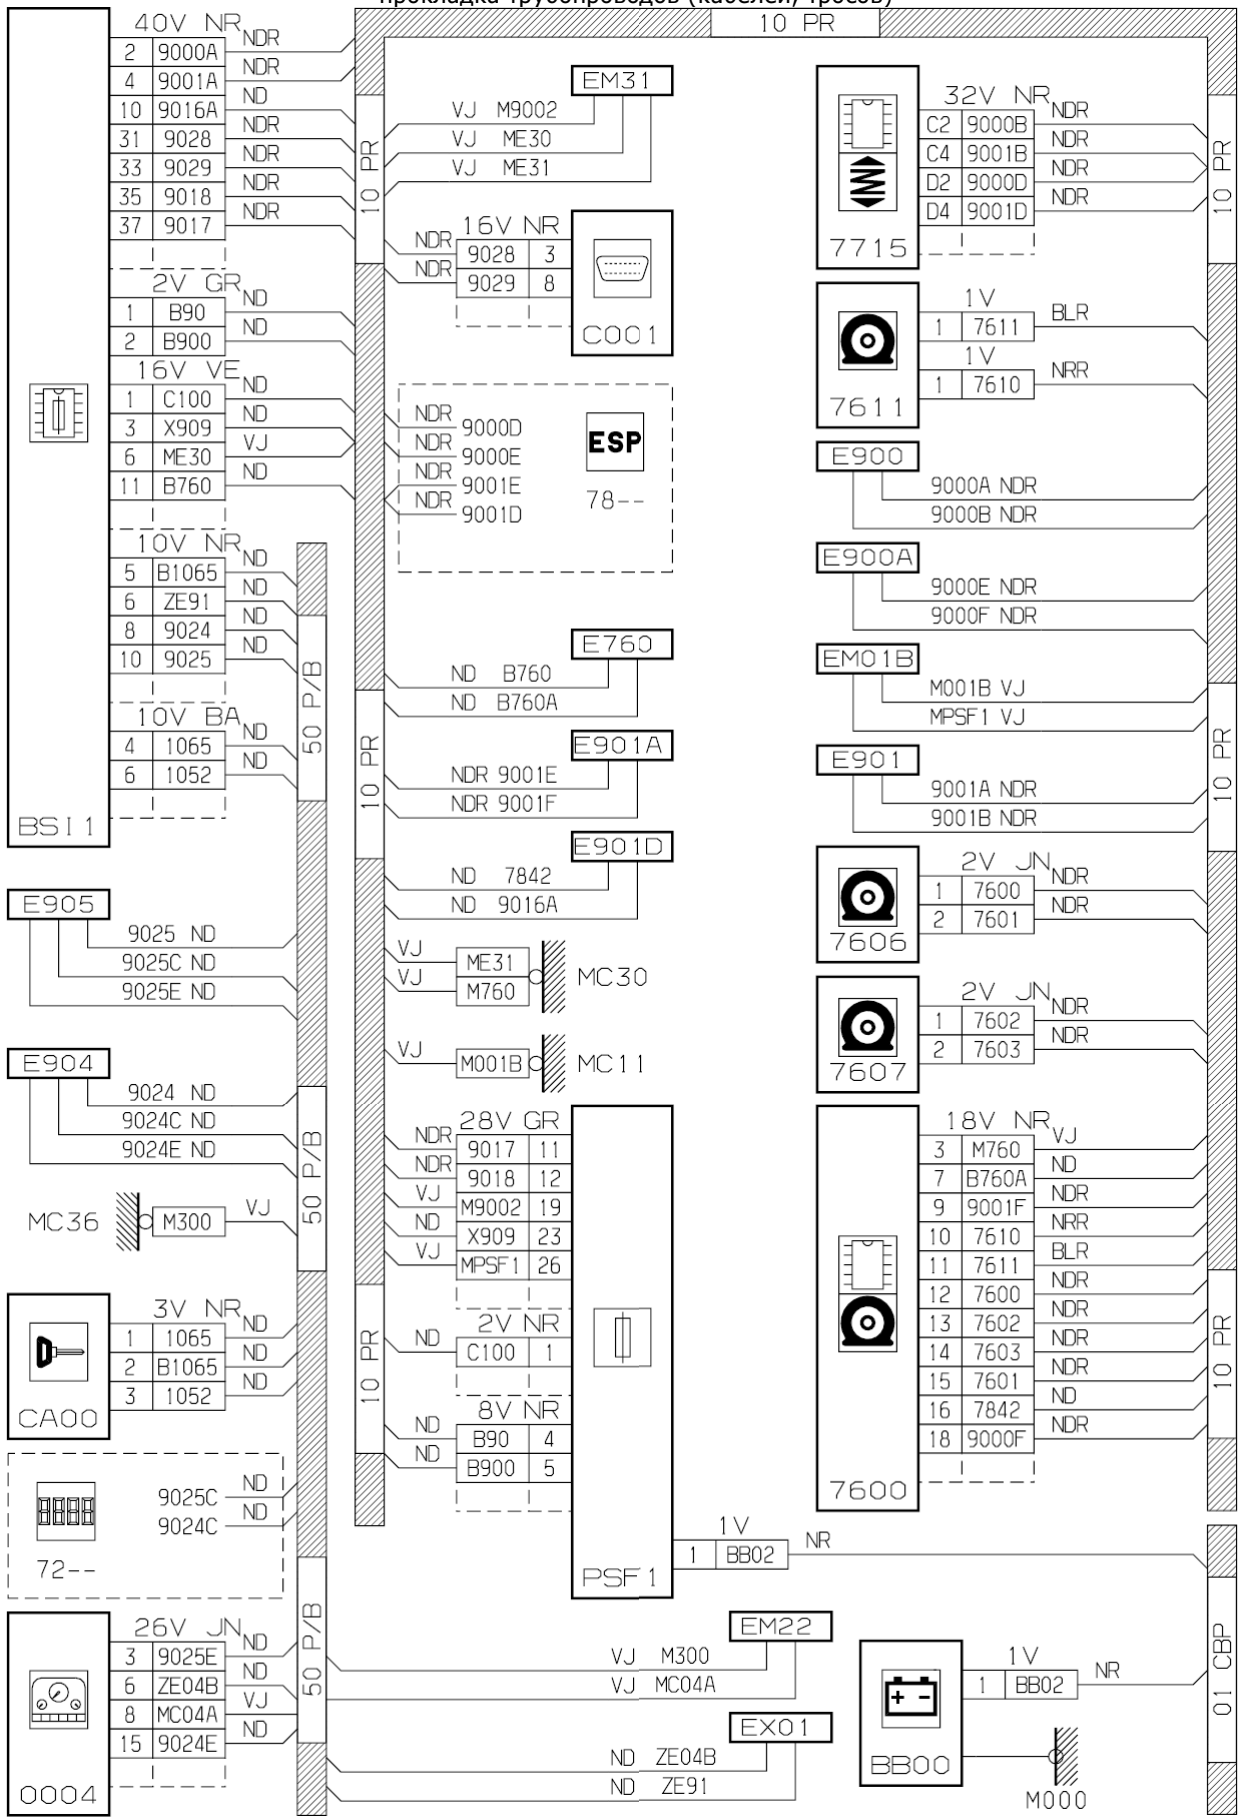 прокладка трубопроводов (кабелей, тросов)
10 PR
40V NR
2 9000A NDR
4 9001A NDR
10 9016A ND
31 9028 NDR
33 9029 NDR
35 9018 NDR
37 9017 NDR
2V GR
1 B90 ND
2 B900 ND
16V VE
1 C100 ND
3 X909 ND
6 ME30 VJ
11 B760 ND
10V NR
5 B1065 ND
6 ZE91 ND
8 9024 ND
10 9025 ND
10V BA
4 1065 ND
6 1052 ND
BSI1
50 P/B
E905
9025 ND
9025C ND
9025E ND
E904
9024 ND
9024C ND
9024E ND
50 P/B
MC36 M300 VJ
3V NR
1 1065 ND
2 B1065 ND
3 1052 ND
CA00
9025C ND
9024C ND
72--
50 P/B
26V JN
3 9025E ND
6 ZE04B ND
8 MC04A VJ
15 9024E ND
0004
10 PR
EM31
VJ M9002
VJ ME30
VJ ME31
16V NR
NDR 9028 3
NDR 9029 8
C001
NDR 9000D
NDR 9000E
NDR 9001E
NDR 9001D
ESP
78--
E760
ND B760
ND B760A
10 PR
E901A
NDR 9001E
NDR 9001F
E901D
ND 7842
ND 9016A
VJ ME31
VJ M760
MC30
VJ M001B MC11
28V GR
NDR 9017 11
NDR 9018 12
VJ M9002 19
ND X909 23
VJ MPSF1 26
2V NR
ND C100 1
10 PR
8V NR
ND B90 4
ND B900 5
PSF1
1V
1 BB02 NR
EM22
VJ M300
VJ MC04A
EX01
ND ZE04B
ND ZE91
32V NR
C2 9000B NDR
C4 9001B NDR
D2 9000D NDR
D4 9001D NDR
7715
10 PR
1V
1 7611 BLR
1V
1 7610 NRR
7611
E900
9000A NDR
9000B NDR
E900A
9000E NDR
9000F NDR
EM01B
M001B VJ
MPSF1 VJ
10 PR
E901
9001A NDR
9001B NDR
2V JN
1 7600 NDR
2 7601 NDR
7606
2V JN
1 7602 NDR
2 7603 NDR
7607
18V NR
3 M760 VJ
7 B760A ND
9 9001F NDR
10 7610 NRR
11 7611 BLR
12 7600 NDR
13 7602 NDR
14 7603 NDR
15 7601 NDR
16 7842 ND
18 9000F NDR
7600
10 PR
1V
1 BB02 NR
BB00
M000
01 CBP